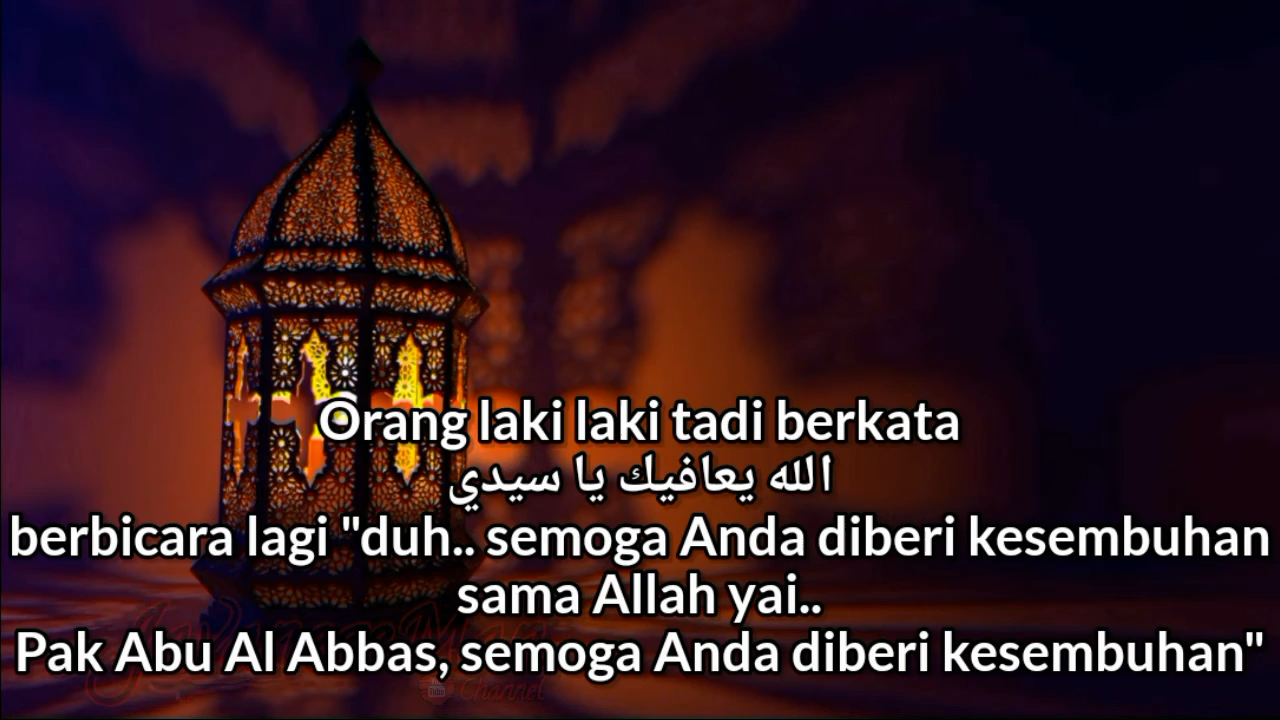 Orang laki laki tadi berkata
الله يعافيك يا سيدي
berbicara lagi "duh.. semoga Anda diberi kesembuhan
sama Allah yai..
Pak Abu Al Abbas, semoga Anda diberi kesembuhan"
Channel